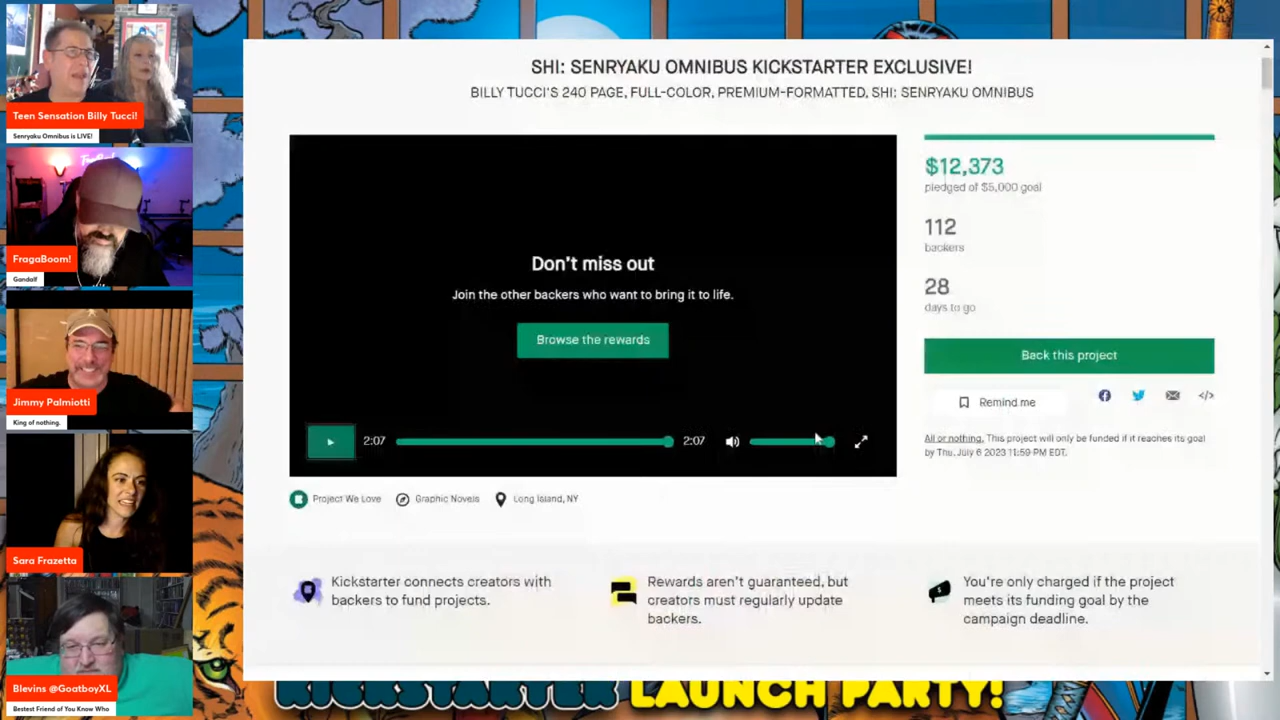 Teen Sensation Billy Tucci!
Senryaku Omnibus is LIVE!
FragaBoom!
Gandalf
Jimmy Palmiotti
King of nothing.
Sara Frazetta
Blevins @GoatboyXL
Bestest Friend of You Know Who
SHI: SENRYAKU OMNIBUS KICKSTARTER EXCLUSIVE!
BILLY TUCCI'S 240 PAGE, FULL-COLOR, PREMIUM-FORMATTED, SHI: SENRYAKU OMNIBUS
Don't miss out
Join the other backers who want to bring it to life.
Browse the rewards
2:07
2:07
Project We Love
Graphic Novels
Long Island, NY
$12,373
pledged of $5,000 goal
112
backers
28
days to go
Back this project
Remind me
All or nothing. This project will only be funded if it reaches its goal
by Thu, July 6 2023 11:59 PM EDT.
Kickstarter connects creators with
backers to fund projects.
Rewards aren't guaranteed, but
creators must regularly update
backers.
You're only charged if the project
meets its funding goal by the
campaign deadline.
KICKSTARTER LAUNCH PARTY!